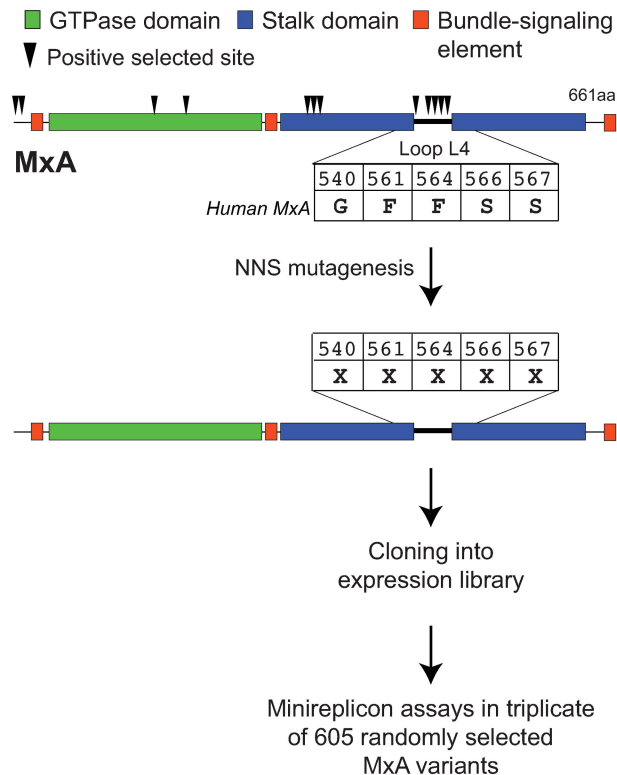 GTPase domain
Stalk domain
Bundle-signaling
element
Positive selected site
661aa
MxA
Loop L4
540 561 564 566 567
Human MxA G F F S S
NNS mutagenesis
540 561 564 566 567
X X X X X
Cloning into
expression library
Minireplicon assays in triplicate
of 605 randomly selected
MxA variants